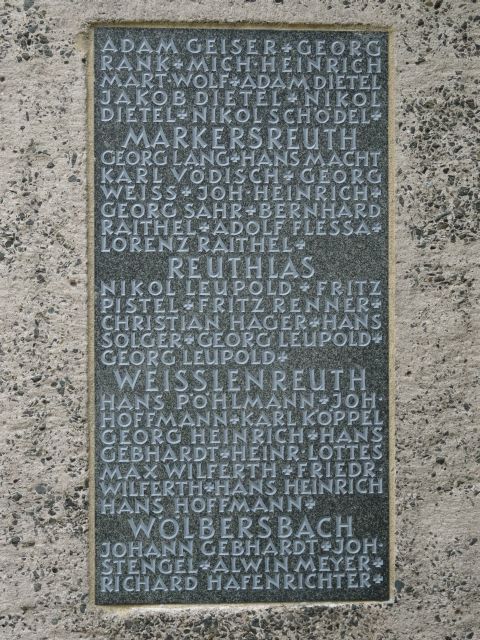 ADAM GEISER✤GEORG
RANK✤MICH·HEINRICH
MART·WOLF✤ADAM DIETEL
JAKOB DIETEL✤NIKOL
DIETEL✤NIKOL SCHÖDEL✤
MARKERSREUTH
GEORG LANG✤HANS MACHT
KARL VÖDISCH✤GEORG
WEISS✤JOH·HEINRICH✤
GEORG SAHR✤BERNHARD
RAITHEL✤ADOLF FLESSA✤
LORENZ RAITHEL✤
REUTHLAS
NIKOL LEUPOLD✤FRITZ
PISTEL✤FRITZ RENNER✤
CHRISTIAN HAGER✤HANS
SOLGER✤GEORG LEUPOLD✤
GEORG LEUPOLD✤
WEISSLENREUTH
HANS PÖHLMANN✤JOH·
HOFFMANN✤KARL KÖPPEL
GEORG HEINRICH✤HANS
GEBHARDT✤HEINR·LOTTES
MAX WILFERTH✤FRIEDR·
WILFERTH✤HANS HEINRICH
HANS HOFFMANN✤
WÖLBERSBACH
JOHANN GEBHARDT✤JOH·
STENGEL✤ALWIN MEYER✤
RICHARD HAFENRICHTER✤